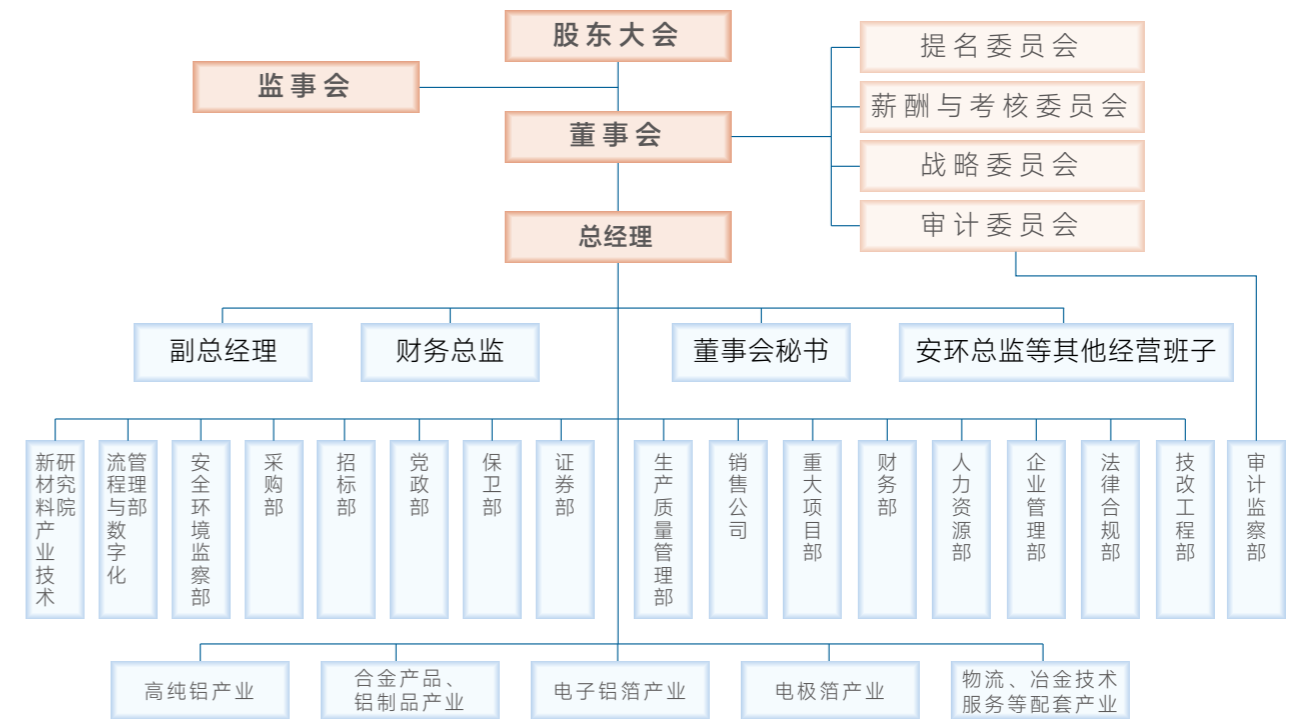 股东大会
监事会
董事会
总经理
提名委员会
薪酬与考核委员会
战略委员会
审计委员会
副总经理
财务总监
董事会秘书
安环总监等其他经营班子
新材料产业技术
研究院
流程与数字化
管理部
安全环境监察部
采购部
招标部
党政部
保卫部
证券部
生产质量管理部
销售公司
重大项目部
财务部
人力资源部
企业管理部
法律合规部
技改工程部
审计监察部
高纯铝产业
合金产品、
铝制品产业
电子铝箔产业
电极箔产业
物流、冶金技术
服务等配套产业